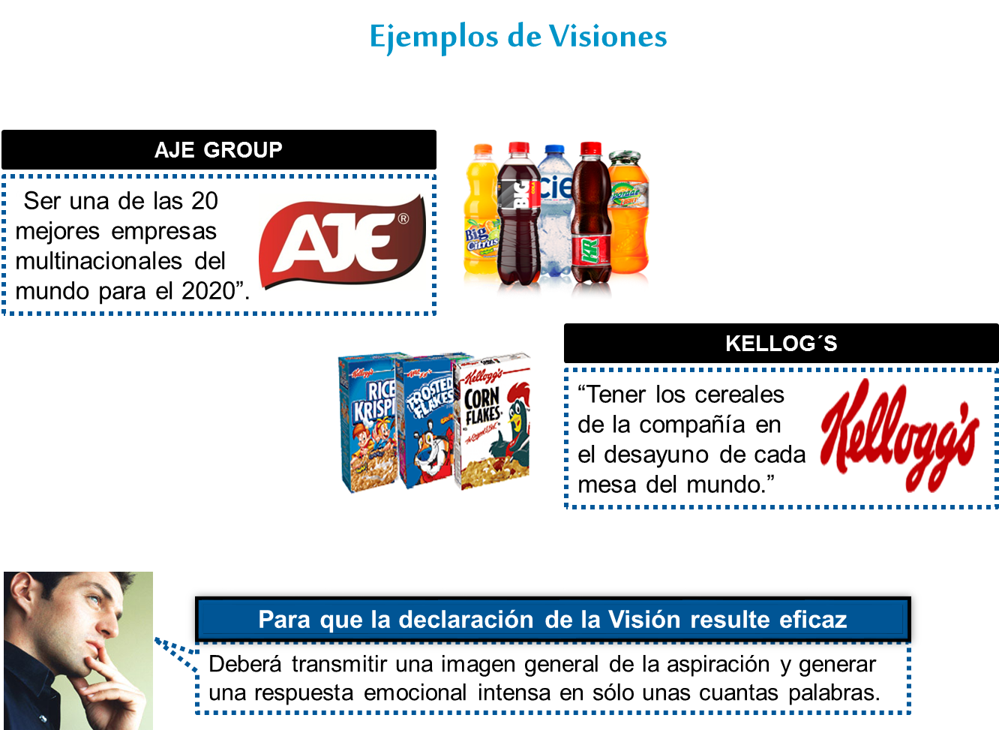 Ejemplos de Visiones
AJE GROUP
Ser una de las 20
mejores empresas
multinacionales del
mundo para el 2020”.
AJE®
Big
Citrus
BIG
COLA
cie
KR
KELLOG´S
“Tener los cereales
de la compañía en
el desayuno de cada
mesa del mundo.”
Kellogg's
Kellogg's
RICE
KRISPI
FROSTED
FLAKES
Kellogg's
CORN
FLAKES
Para que la declaración de la Visión resulte eficaz
Deberá transmitir una imagen general de la aspiración y generar
una respuesta emocional intensa en sólo unas cuantas palabras.